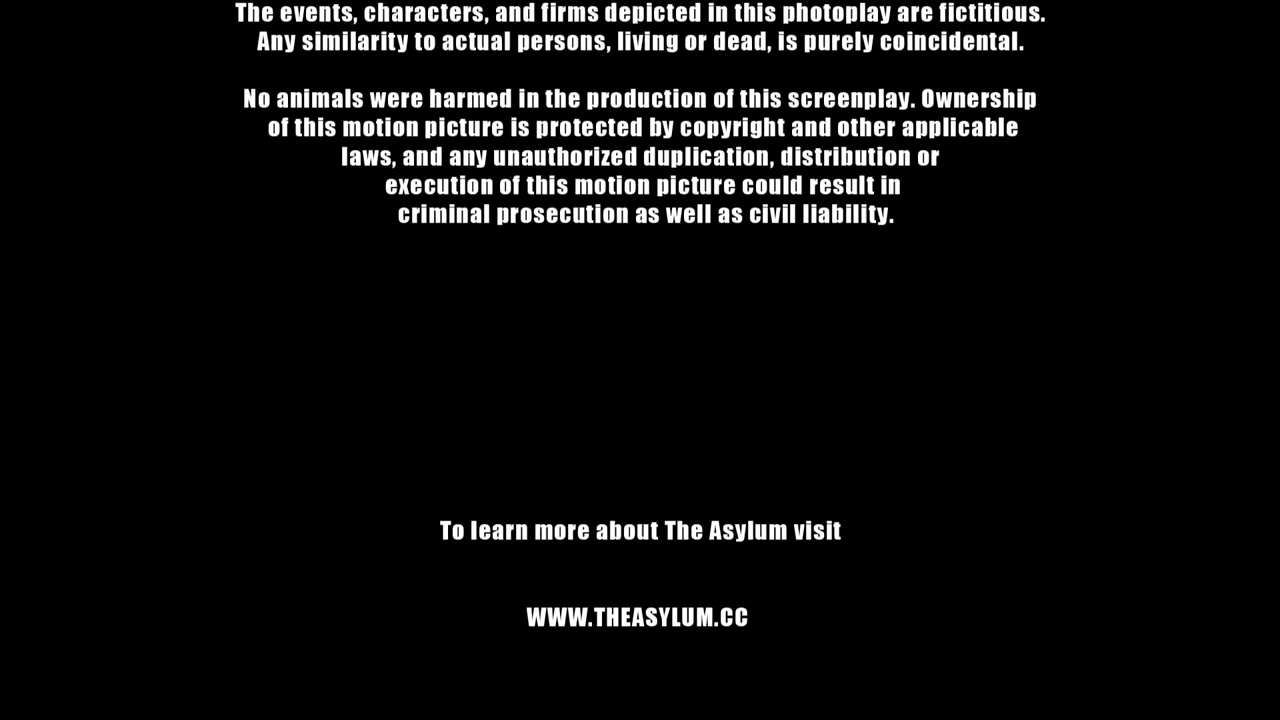 The events, characters, and firms depicted in this photoplay are fictitious.
Any similarity to actual persons, living or dead, is purely coincidental.
No animals were harmed in the production of this screenplay. Ownership
of this motion picture is protected by copyright and other applicable
laws, and any unauthorized duplication, distribution or
execution of this motion picture could result in
criminal prosecution as well as civil liability.
To learn more about The Asylum visit
WWW.THEASYLUM.CC